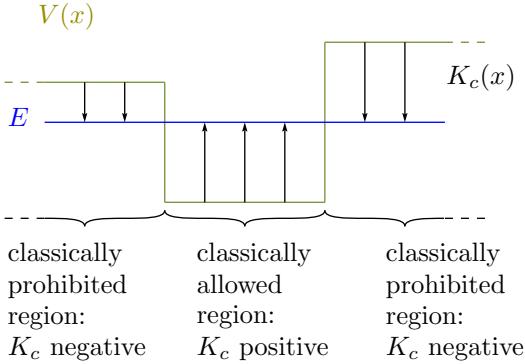 V(x)
K_c(x)
E
classically
prohibited
region:
K_c negative
classically
allowed
region:
K_c positive
classically
prohibited
region:
K_c negative